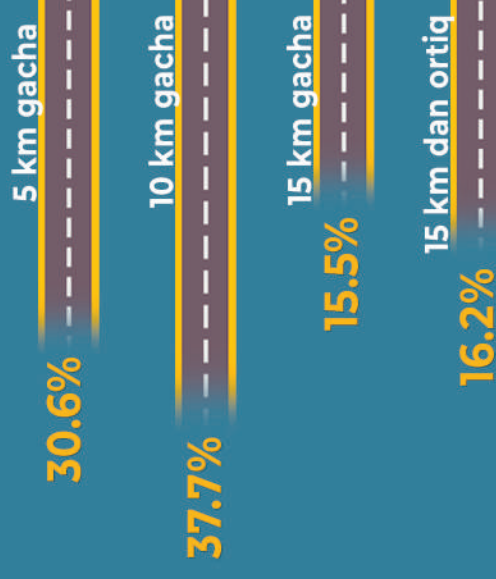 5 km gacha
30.6%
10 km gacha
37.7%
15 km gacha
15.5%
15 km dan ortiq
16.2%